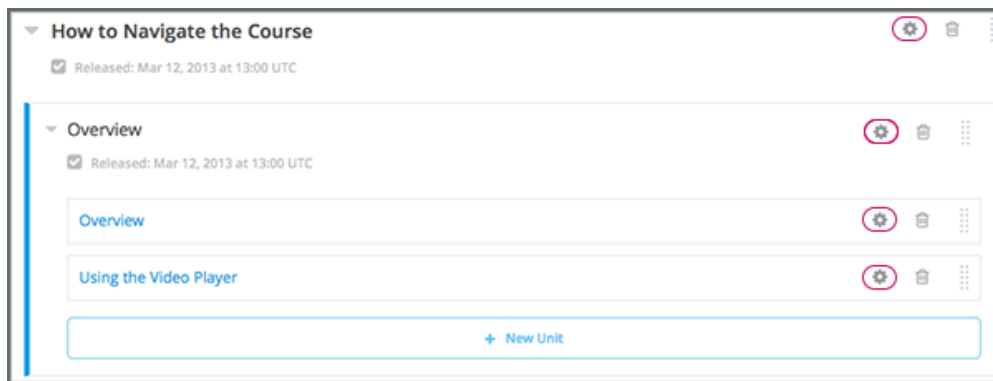 How to Navigate the Course
Released: Mar 12, 2013 at 13:00 UTC
Overview
Released: Mar 12, 2013 at 13:00 UTC
Overview
Using the Video Player
+ New Unit